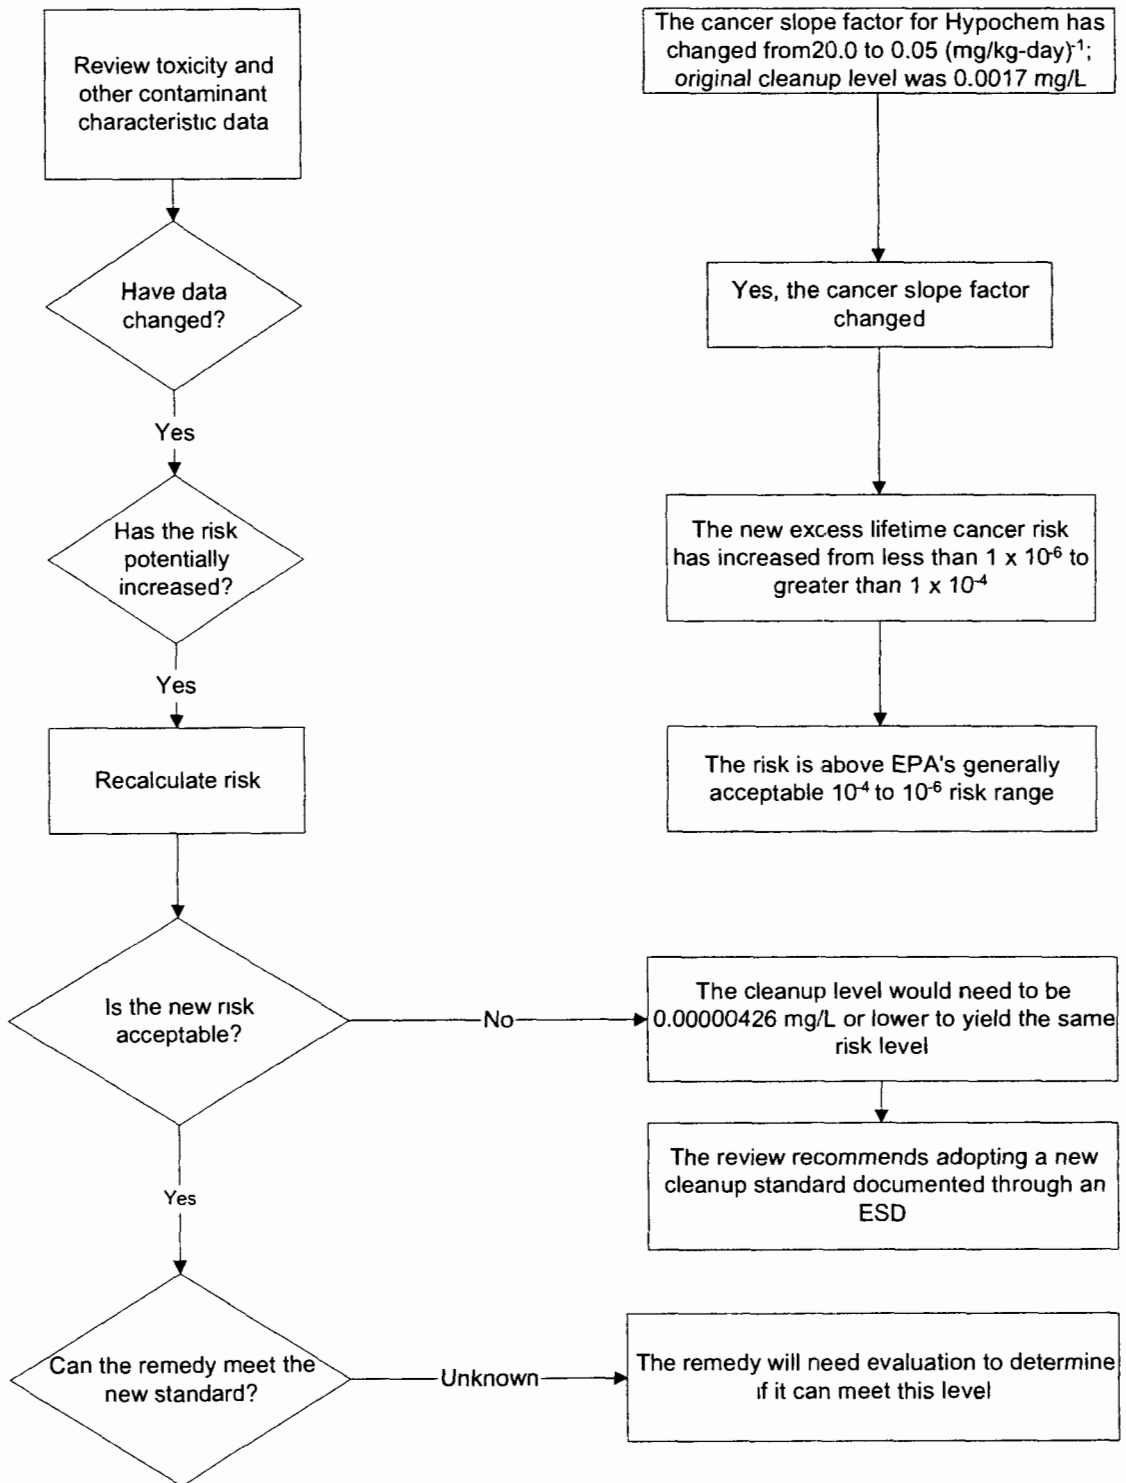 Review toxicity and
other contaminant
characteristic data
The cancer slope factor for Hypochem has
changed from20.0 to 0.05 (mg/kg-day)⁻¹;
original cleanup level was 0.0017 mg/L
Have data
changed?
Yes, the cancer slope factor
changed
Yes
Has the risk
potentially
increased?
The new excess lifetime cancer risk
has increased from less than 1 x 10⁻⁶ to
greater than 1 x 10⁻⁴
Yes
Recalculate risk
The risk is above EPA's generally
acceptable 10⁻⁴ to 10⁻⁶ risk range
Is the new risk
acceptable?
No
The cleanup level would need to be
0.00000426 mg/L or lower to yield the same
risk level
The review recommends adopting a new
cleanup standard documented through an
ESD
Yes
Can the remedy meet the
new standard?
Unknown
The remedy will need evaluation to determine
if it can meet this level